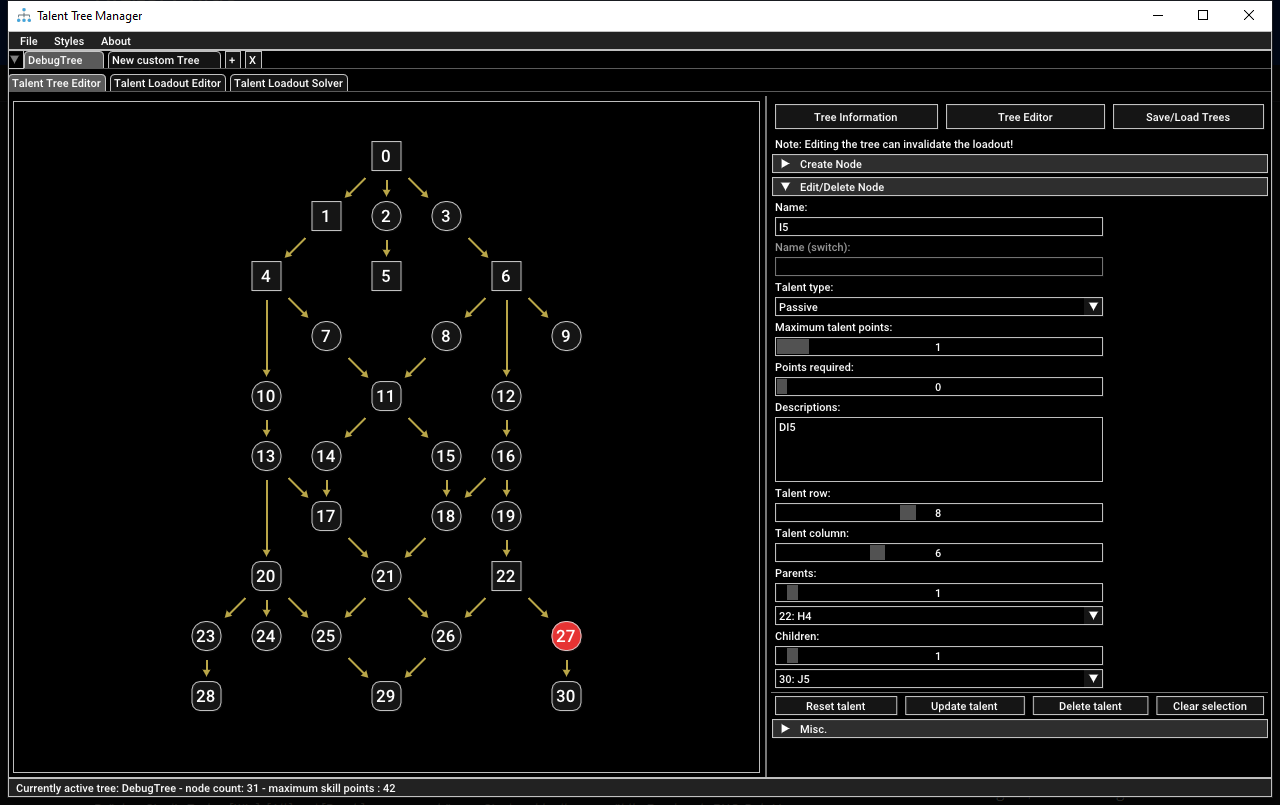 Talent Tree Manager
File Styles About
DebugTree New custom Tree + X
Talent Tree Editor Talent Loadout Editor Talent Loadout Solver
0
1 2 3
4 5 6
7 8 9
10 11 12
13 14 15 16
17 18 19
20 21 22
23 24 25 26 27
28 29 30
Tree Information Tree Editor Save/Load Trees
Note: Editing the tree can invalidate the loadout!
Create Node
Edit/Delete Node
Name:
I5
Name (switch):
Talent type:
Passive
Maximum talent points:
1
Points required:
0
Descriptions:
DI5
Talent row:
8
Talent column:
6
Parents:
1
22: H4
Children:
1
30: J5
Reset talent Update talent Delete talent Clear selection
Misc.
Currently active tree: DebugTree - node count: 31 - maximum skill points : 42